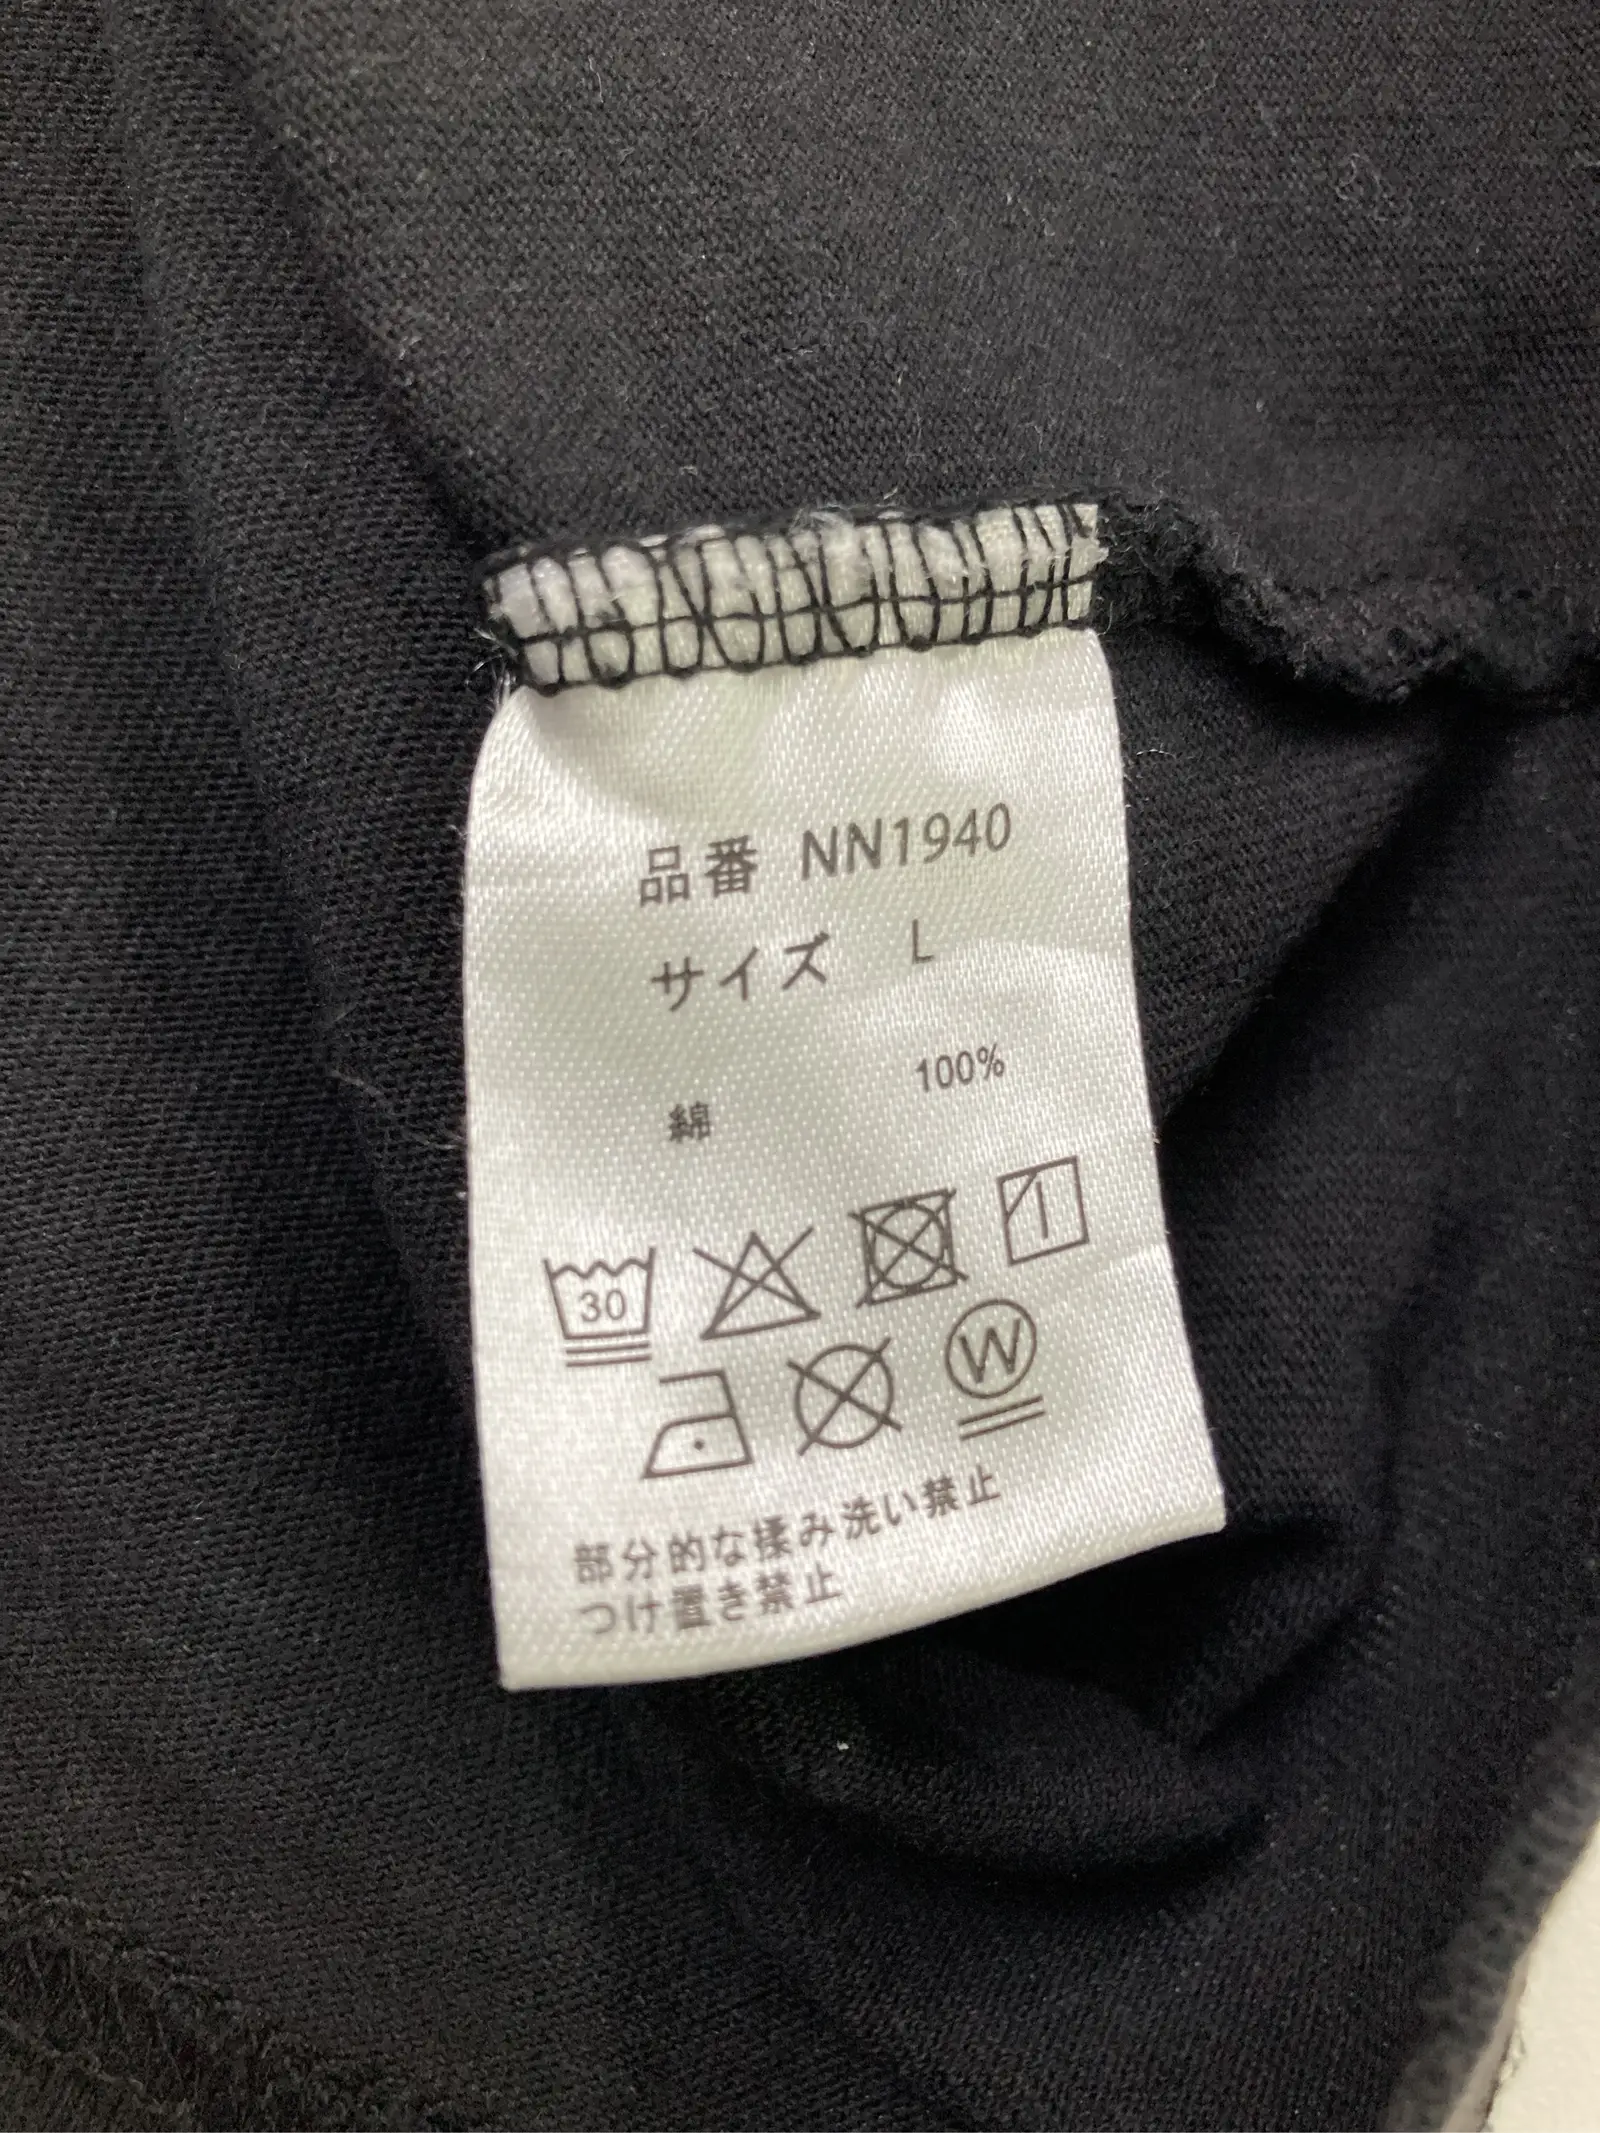 品番 NN1940
サイズ L
綿 100%
30
W
部分的な揉み洗い禁止
つけ置き禁止